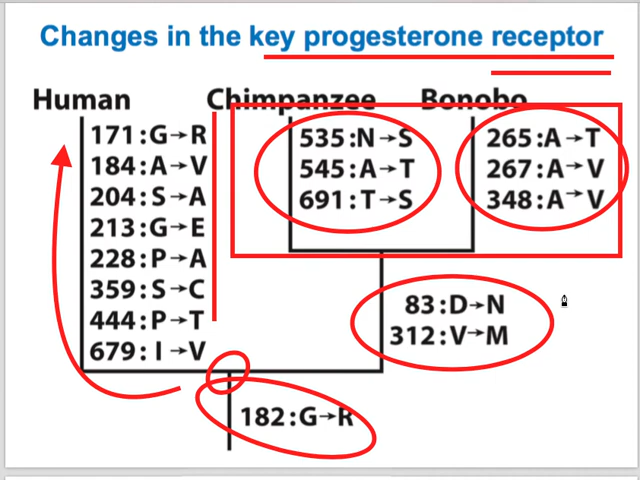 Changes in the key progesterone receptor
Human Chimpanzee Bonobo
171:G→R
184:A→V
204:S→A
213:G→E
228:P→A
359:S→C
444:P→T
679:I→V
535:N→S
545:A→T
691:T→S
265:A→T
267:A→V
348:A→V
83:D→N
312:V→M
182:G→R